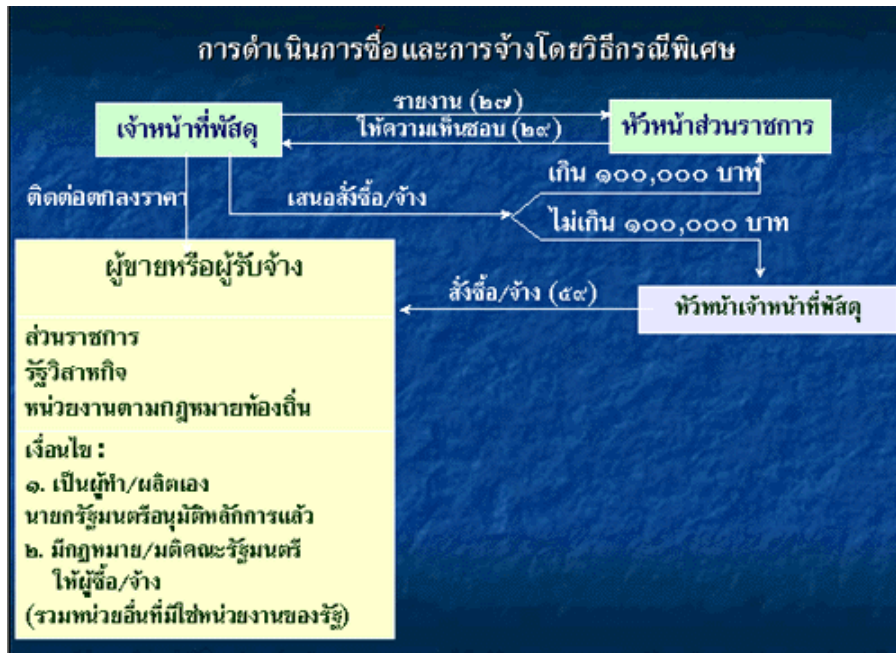 การดำเนินการซื้อและการจ้างโดยวิธีกรณีพิเศษ
รายงาน (๒๗)
เจ้าหน้าที่พัสดุ
หัวหน้าส่วนราชการ
ให้ความเห็นชอบ (๒๙)
เกิน ๑๐๐,๐๐๐ บาท
ติดต่อตกลงราคา
เสนอสั่งซื้อ/จ้าง
ไม่เกิน ๑๐๐,๐๐๐ บาท
ผู้ขายหรือผู้รับจ้าง
สั่งซื้อ/จ้าง (๕๙)
หัวหน้าเจ้าหน้าที่พัสดุ
ส่วนราชการ
รัฐวิสาหกิจ
หน่วยงานตามกฎหมายท้องถิ่น
เงื่อนไข :
๑. เป็นผู้ทำ/ผลิตเอง
นายกรัฐมนตรีอนุมัติหลักการแล้ว
๒. มีกฎหมาย/มติคณะรัฐมนตรี
ให้ผู้ซื้อ/จ้าง
(รวมหน่วยอื่นที่มิใช่หน่วยงานของรัฐ)